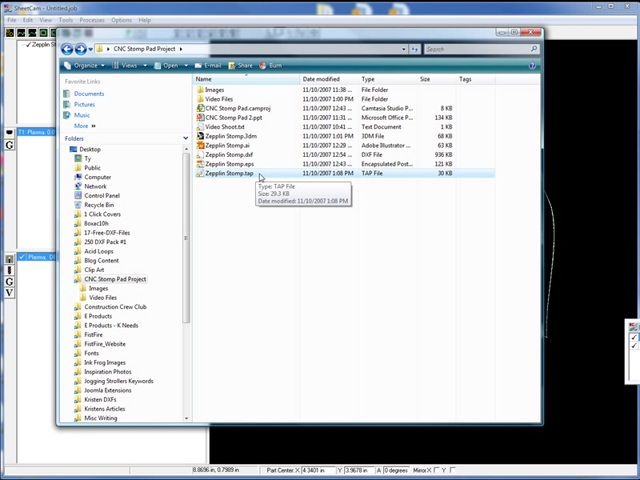 SheetCam - Untitled.job
File Edit View Tools Processes Options Help
CNC Stomp Pad Project
Search
Organize Views Open E-mail Share Burn
Favorite Links
Documents
Pictures
Music
More »
Folders
Desktop
Ty
Public
Computer
Network
Control Panel
Recycle Bin
1 Click Covers
Boxac10h
17-Free-DXF-Files
250 DXF Pack #1
Acid Loops
Blog Content
Clip Art
CNC Stomp Pad Project
Images
Video Files
Construction Crew Club
E Products
E Products - K Needs
FistFire
FistFire_Website
Fonts
Ink Frog Images
Inspiration Photos
Jogging Strollers Keywords
Joomla Extensions
Kristen DXFs
Kristens Articles
Misc Writing
Name Date modified Type Size Tags
Images 11/10/2007 11:38 ... File Folder
Video Files 11/10/2007 1:00 PM File Folder
CNC Stomp Pad.camproj 11/10/2007 12:43 ... Camtasia Studio P... 8 KB
CNC Stomp Pad 2.ppt 11/10/2007 11:43 ... Microsoft Office P... 134 KB
Video Shoot.txt 11/10/2007 10:41 ... Text Document 1 KB
Zepplin Stomp.3dm 11/10/2007 1:01 PM 3DM File 68 KB
Zepplin Stomp.ai 11/10/2007 12:29 ... Adobe Illustrator ... 63 KB
Zepplin Stomp.dxf 11/10/2007 12:54 ... DXF File 936 KB
Zepplin Stomp.eps 11/10/2007 12:43 ... Encapsulated Post... 236 KB
Zepplin Stomp.tap 11/10/2007 1:08 PM TAP File 30 KB
Type: TAP File
Size: 29.3 KB
Date modified: 11/10/2007 1:08 PM
8.8696 in, 0.7989 in Part Center: X 4.3401 in Y 3.9678 in A 0 degrees Mirror: X Y